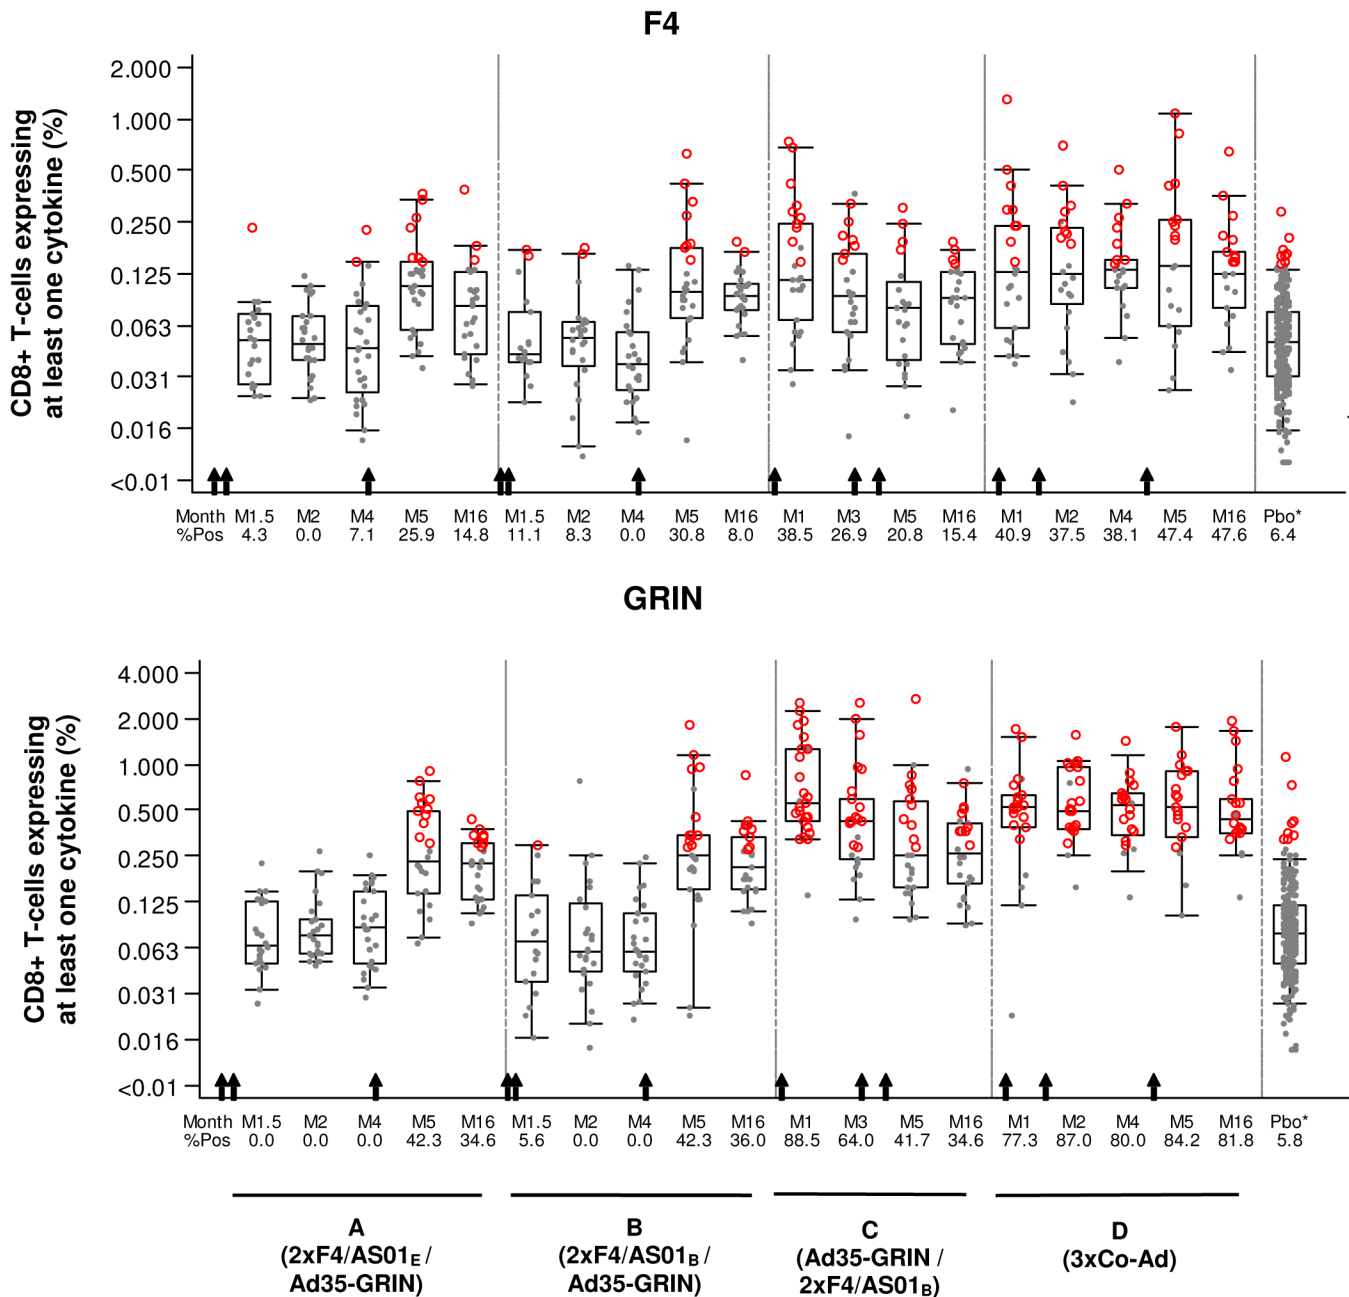 F4
CD8+ T-cells expressing
at least one cytokine (%)
2.000
1.000
0.500
0.250
0.125
0.063
0.031
0.016
<0.01
Month M1.5 M2 M4 M5 M16 M1.5 M2 M4 M5 M16 M1 M3 M5 M16 M1 M2 M4 M5 M16 Pbo*
%Pos 4.3 0.0 7.1 25.9 14.8 11.1 8.3 0.0 30.8 8.0 38.5 26.9 20.8 15.4 40.9 37.5 38.1 47.4 47.6 6.4
GRIN
CD8+ T-cells expressing
at least one cytokine (%)
4.000
2.000
1.000
0.500
0.250
0.125
0.063
0.031
0.016
<0.01
Month M1.5 M2 M4 M5 M16 M1.5 M2 M4 M5 M16 M1 M3 M5 M16 M1 M2 M4 M5 M16 Pbo*
%Pos 0.0 0.0 0.0 42.3 34.6 5.6 0.0 0.0 42.3 36.0 88.5 64.0 41.7 34.6 77.3 87.0 80.0 84.2 81.8 5.8
A
(2xF4/AS01E /
Ad35-GRIN)
B
(2xF4/AS01B /
Ad35-GRIN)
C
(Ad35-GRIN /
2xF4/AS01B)
D
(3xCo-Ad)